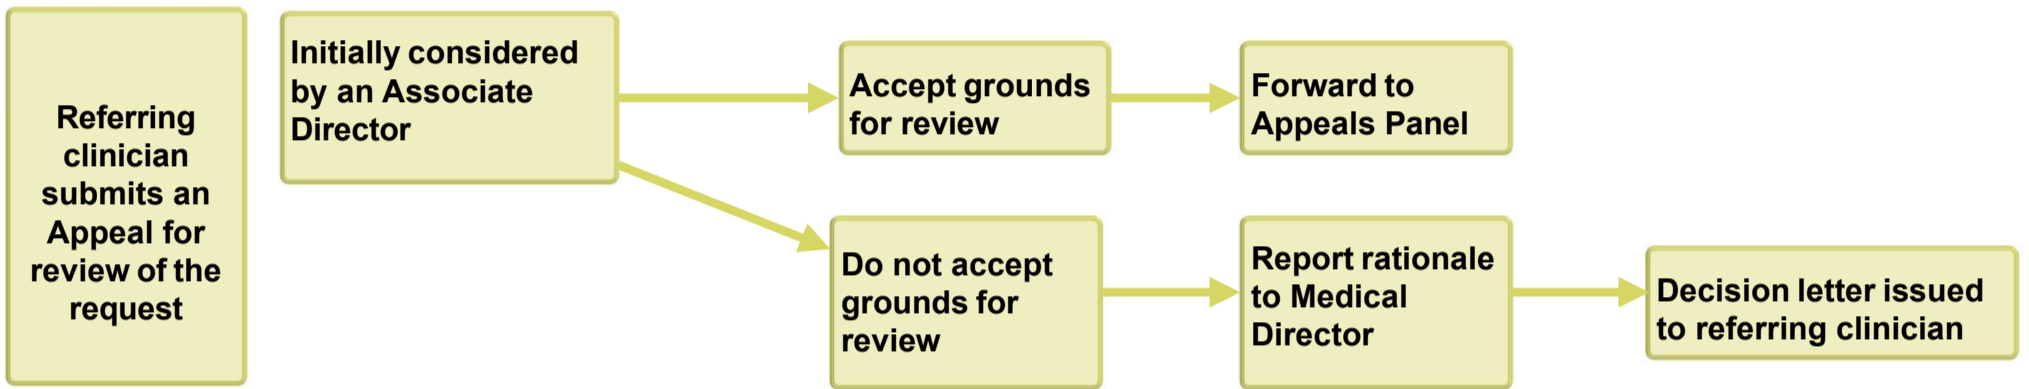 Referring
clinician
submits an
Appeal for
review of the
request
Initially considered
by an Associate
Director
Accept grounds
for review
Forward to
Appeals Panel
Do not accept
grounds for
review
Report rationale
to Medical
Director
Decision letter issued
to referring clinician